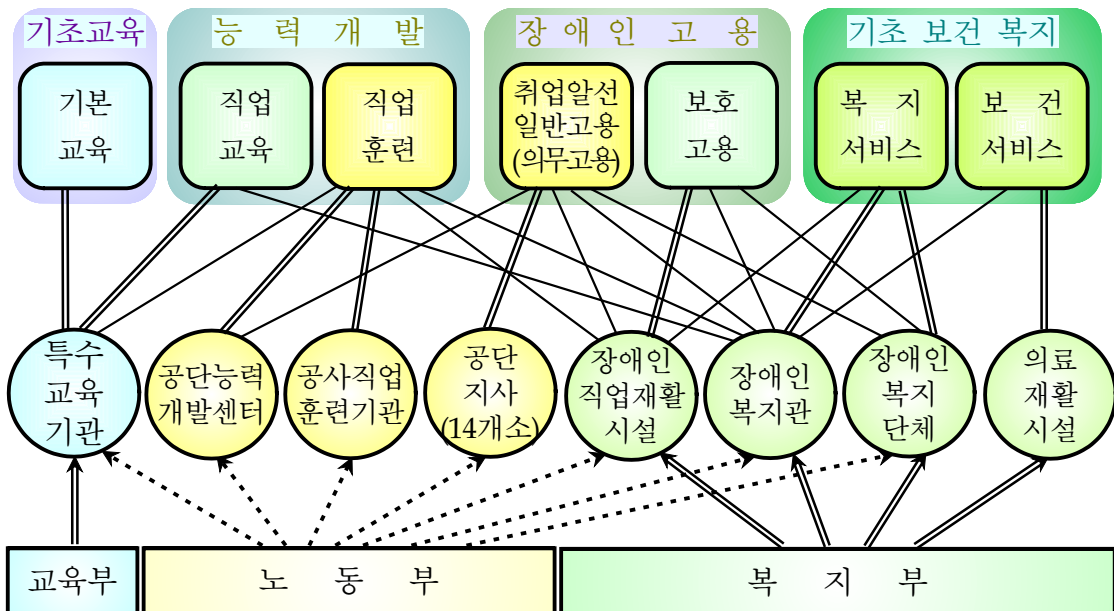 기초교육
능 력 개 발
장 애 인 고 용
기초 보건 복지
기본
교육
직업
교육
직업
훈련
취업알선
일반고용
(의무고용)
보호
고용
복 지
서비스
보 건
서비스
특수
교육
기관
공단능력
개발센터
공사직업
훈련기관
공단
지사
(14개소)
장애인
직업재활
시설
장애인
복지관
장애인
복지
단체
의료
재활
시설
교육부
노 동 부
복 지 부